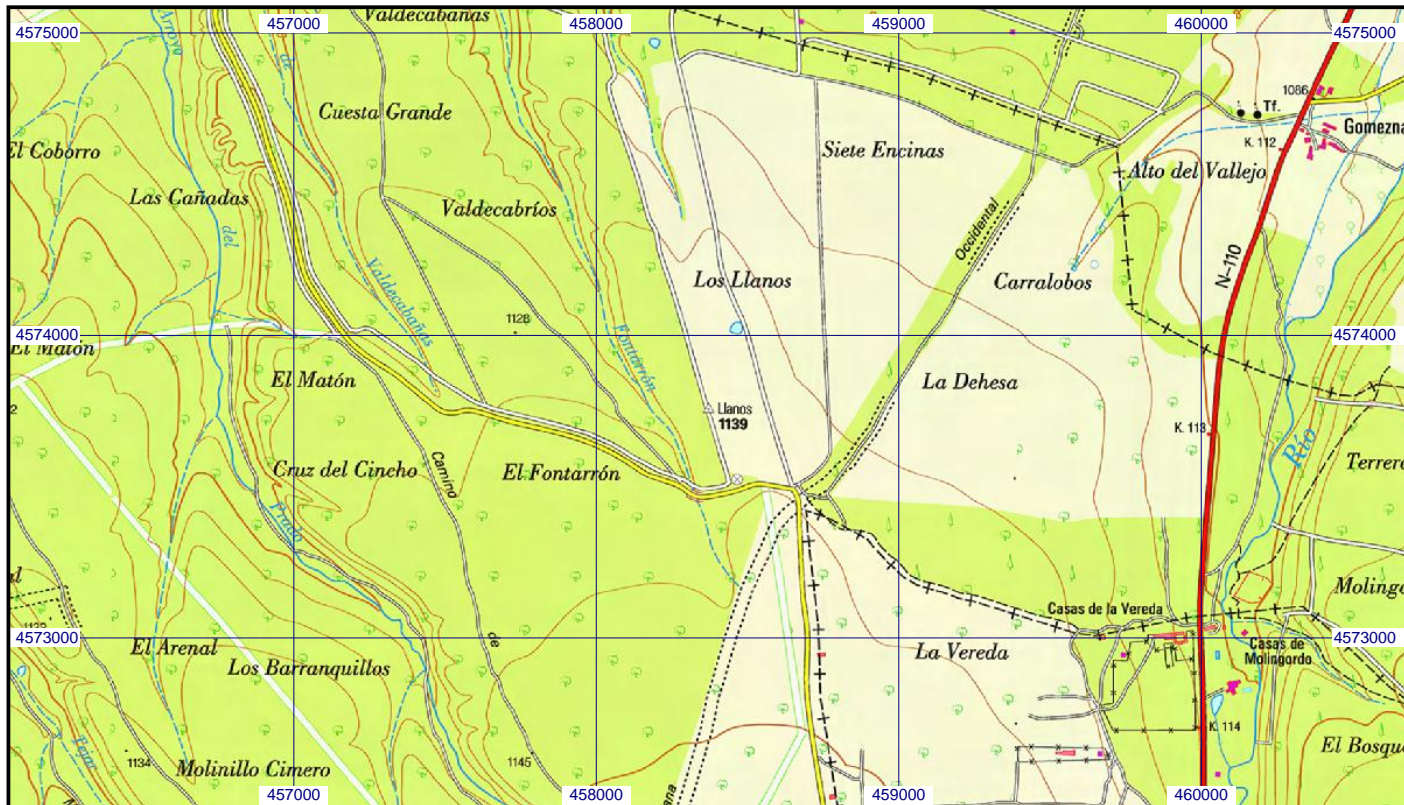 457000
458000
459000
460000
4575000
4575000
Valdecabañas
Arroyo
de
Cuesta Grande
1086
Tf.
Gomezna
K. 112
El Coborro
Siete Encinas
Alto del Vallejo
Las Cañadas
Valdecabríos
Occidental
del
N-110
Valdecabañas
Los Llanos
Carralobos
1128
4574000
4574000
El Matón
Fontarrón
El Matón
La Dehesa
Llanos
1139
K. 113
Río
Cruz del Cincho
Camino
El Fontarrón
Terrero
Prado
Molingo
Casas de la Vereda
4573000
4573000
de
El Arenal
Los Barranquillos
La Vereda
Casas de
Molingordo
K. 114
El Bosque
1134
Molinillo Cimero
1145
457000
458000
459000
460000